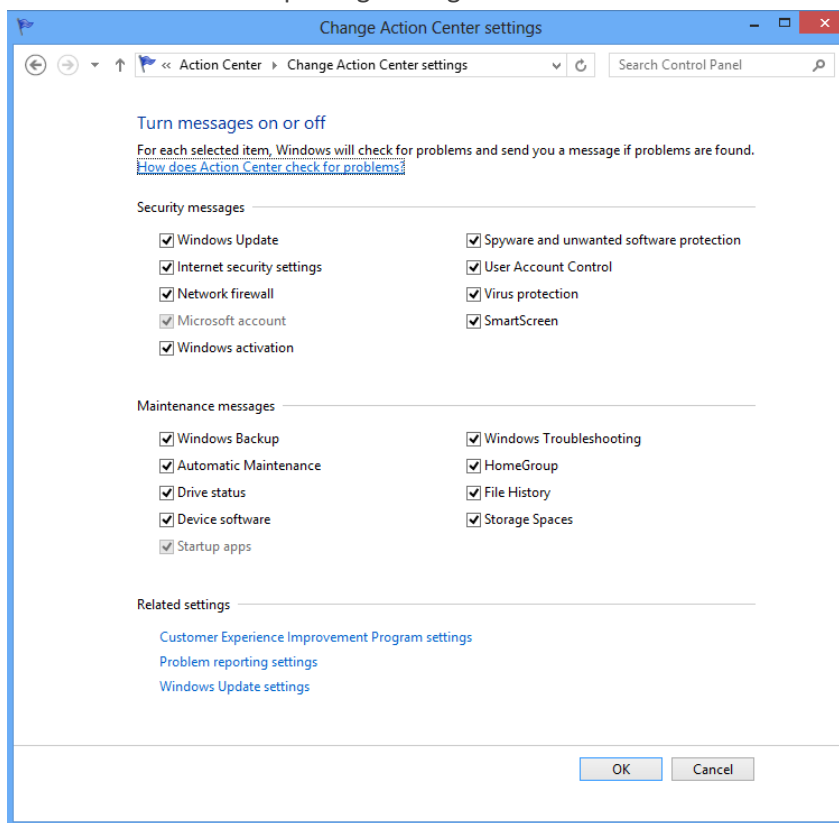 Change Action Center settings
« Action Center Change Action Center settings Search Control Panel
Turn messages on or off
For each selected item, Windows will check for problems and send you a message if problems are found.
How does Action Center check for problems?
Security messages
Windows Update Spyware and unwanted software protection
Internet security settings User Account Control
Network firewall Virus protection
Microsoft account SmartScreen
Windows activation
Maintenance messages
Windows Backup Windows Troubleshooting
Automatic Maintenance HomeGroup
Drive status File History
Device software Storage Spaces
Startup apps
Related settings
Customer Experience Improvement Program settings
Problem reporting settings
Windows Update settings
OK Cancel